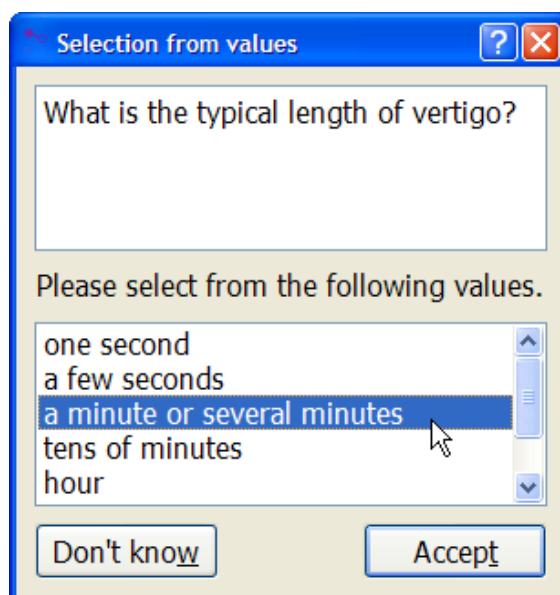 Selection from values
?
What is the typical length of vertigo?
Please select from the following values.
one second
a few seconds
a minute or several minutes
tens of minutes
hour
Don't know
Accept